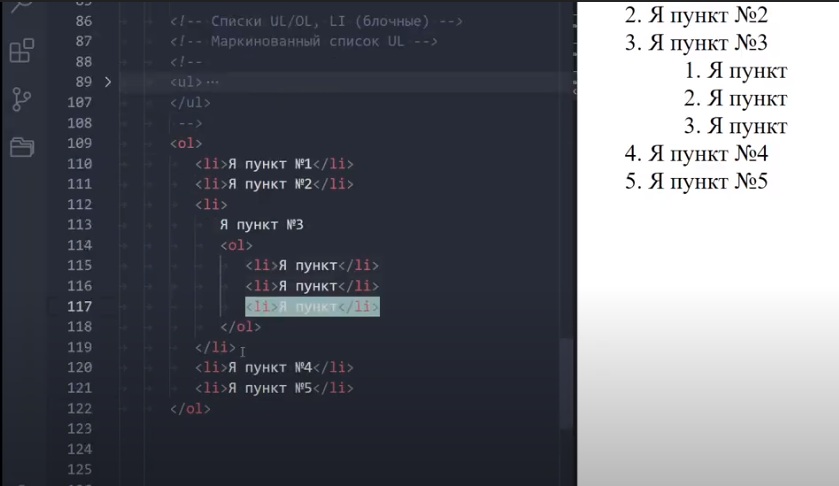 86 <!-- Списки UL/OL, LI (блочные) -->
87 <!-- Маркинованный список UL -->
88 <!--
89 <ul>…
107 </ul>
108 -->
109 <ol>
110 <li>Я пункт №1</li>
111 <li>Я пункт №2</li>
112 <li>
113 Я пункт №3
114 <ol>
115 <li>Я пункт</li>
116 <li>Я пункт</li>
117 <li>Я пункт</li>
118 </ol>
119 </li>
120 <li>Я пункт №4</li>
121 <li>Я пункт №5</li>
122 </ol>
123
124
125
2. Я пункт №2
3. Я пункт №3
1. Я пункт
2. Я пункт
3. Я пункт
4. Я пункт №4
5. Я пункт №5